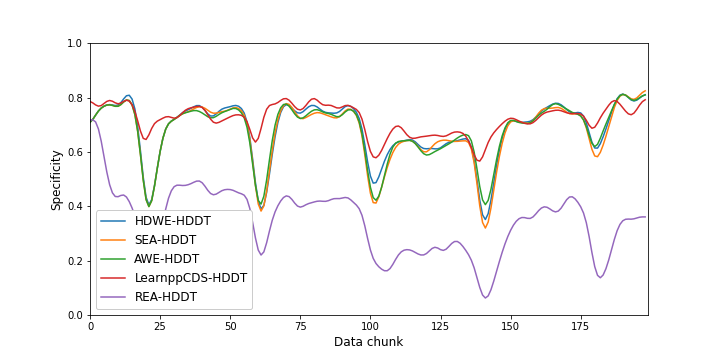 1.0
0.8
0.6
0.4
0.2
0.0
Specificity
HDWE-HDDT
SEA-HDDT
AWE-HDDT
LearnppCDS-HDDT
REA-HDDT
0 25 50 75 100 125 150 175
Data chunk